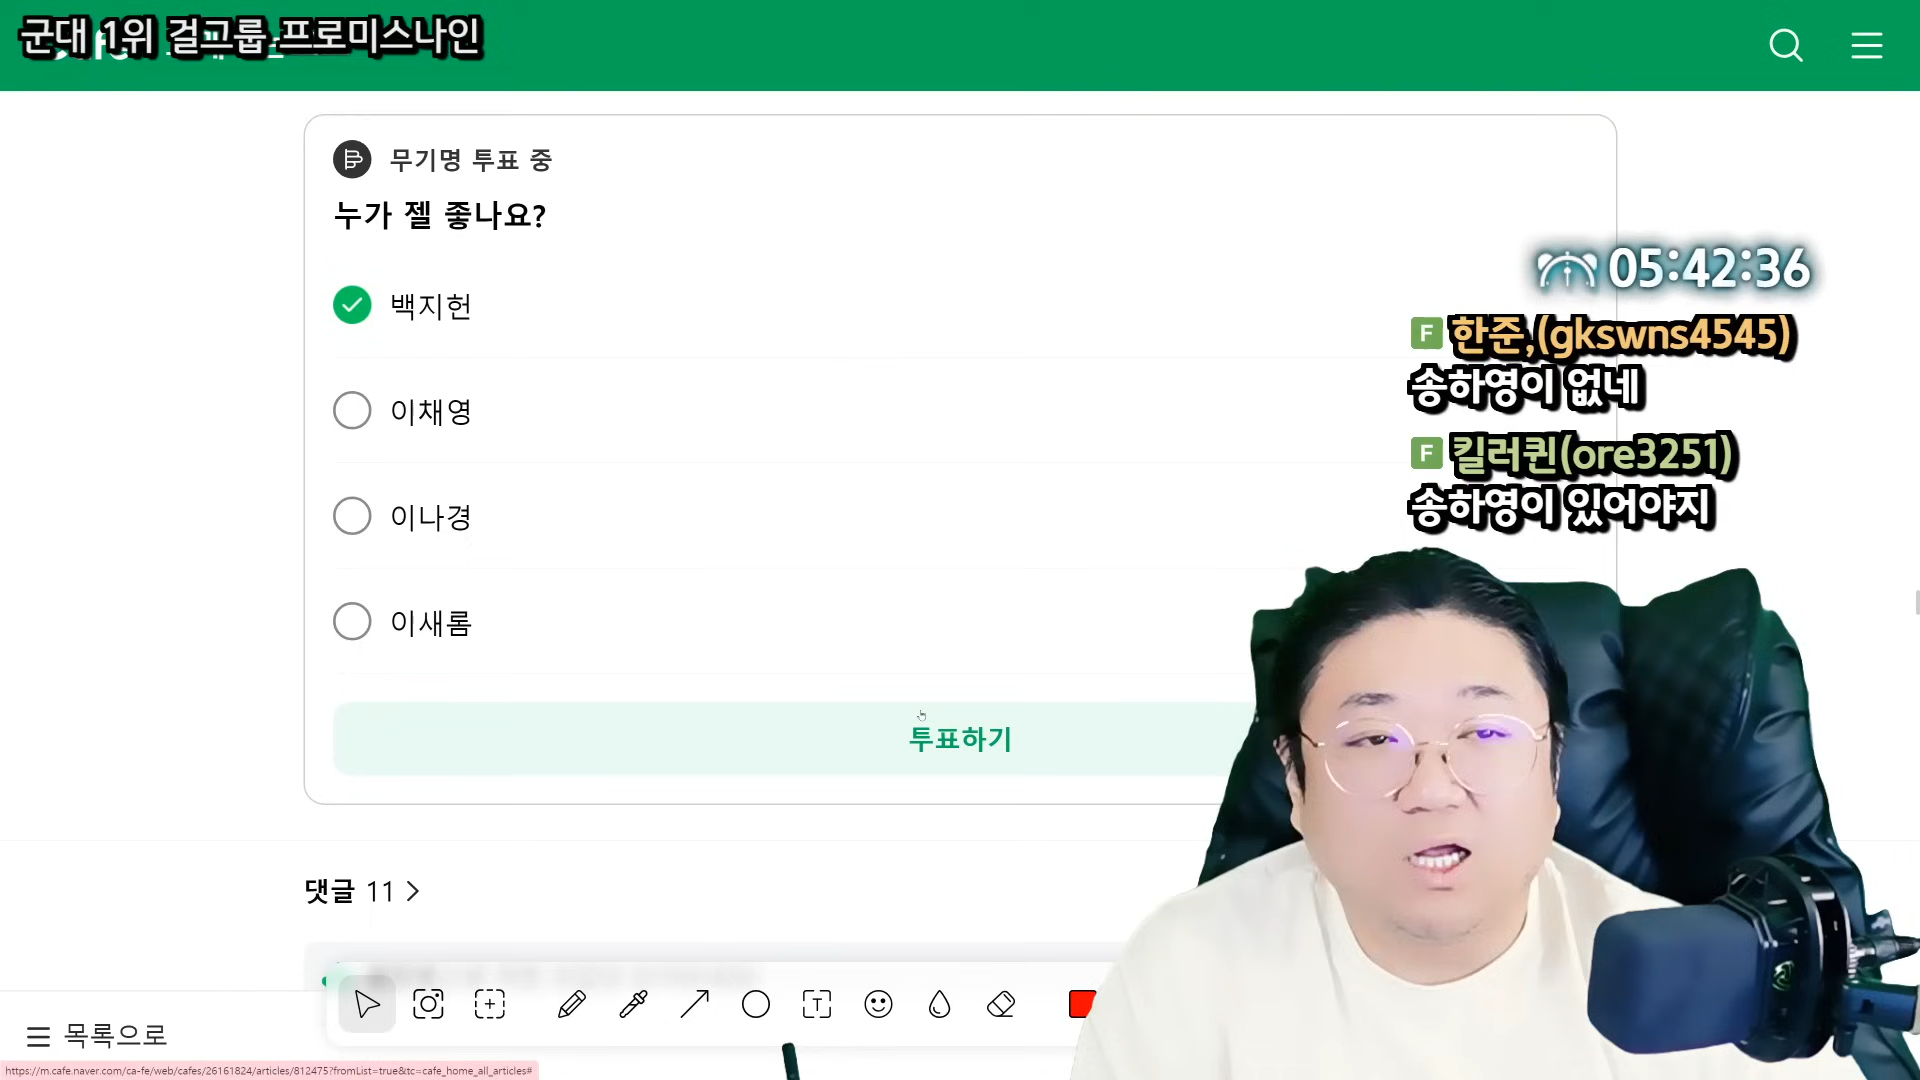 군대 1위 걸그룹 프로미스나인
무기명 투표 중
누가 젤 좋나요?
05:42:36
백지헌
F 한준,(gkswns4545)
송하영이 없네
이채영
F 킬러퀸(ore3251)
송하영이 있어야지
이나경
이새롬
투표하기
댓글 11
T
목록으로
https://m.cafe.naver.com/ca-fe/web/cafes/26161824/articles/812475?fromList=true&tc=cafe_home_all_articles#